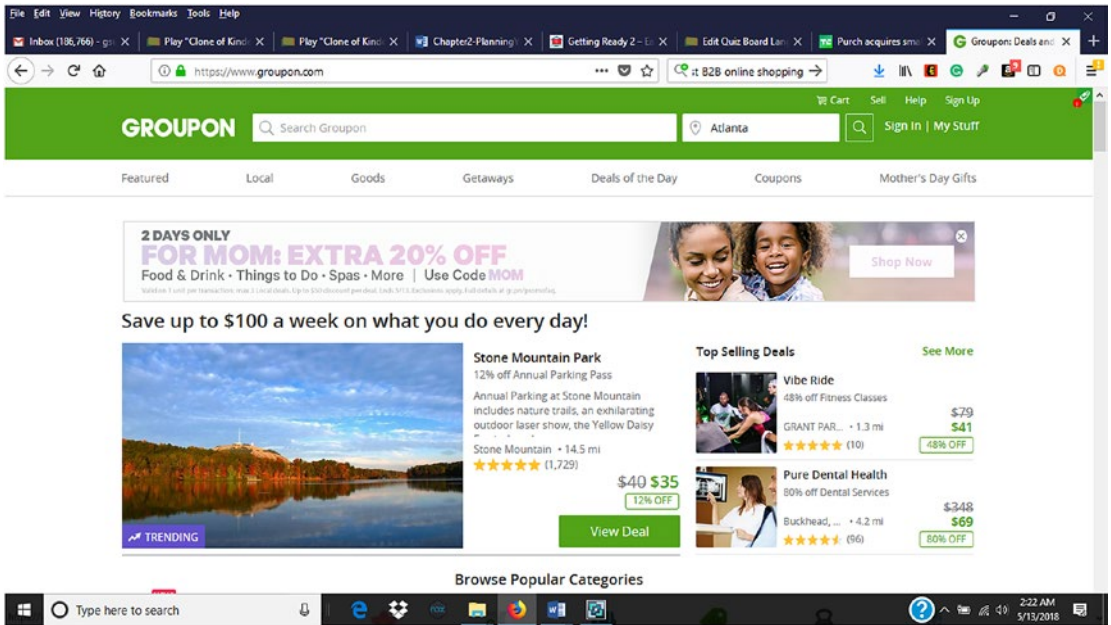 File Edit View History Bookmarks Tools Help
Inbox (186,766) - gs
Play "Clone of Kind
Play "Clone of Kind
Chapter2-Planning
Getting Ready 2 – E
Edit Quiz Board Lan
Purch acquires sma
Groupon: Deals and
https://www.groupon.com
st B2B online shopping
Cart Sell Help Sign Up
GROUPON
Search Groupon
Atlanta
Sign In | My Stuff
Featured Local Goods Getaways Deals of the Day Coupons Mother's Day Gifts
2 DAYS ONLY
FOR MOM: EXTRA 20% OFF
Food & Drink · Things to Do · Spas · More | Use Code MOM
Shop Now
Save up to $100 a week on what you do every day!
TRENDING
Stone Mountain Park
12% off Annual Parking Pass
Annual Parking at Stone Mountain
includes nature trails, an exhilarating
outdoor laser show, the Yellow Daisy
Stone Mountain • 14.5 mi
(1,729)
$40 $35
12% OFF
View Deal
Top Selling Deals See More
Vibe Ride
48% off Fitness Classes
$79
GRANT PAR... • 1.3 mi $41
(10) 48% OFF
Pure Dental Health
80% off Dental Services
$348
Buckhead, ... • 4.2 mi $69
(96) 80% OFF
Browse Popular Categories
Type here to search
2:22 AM
5/13/2018